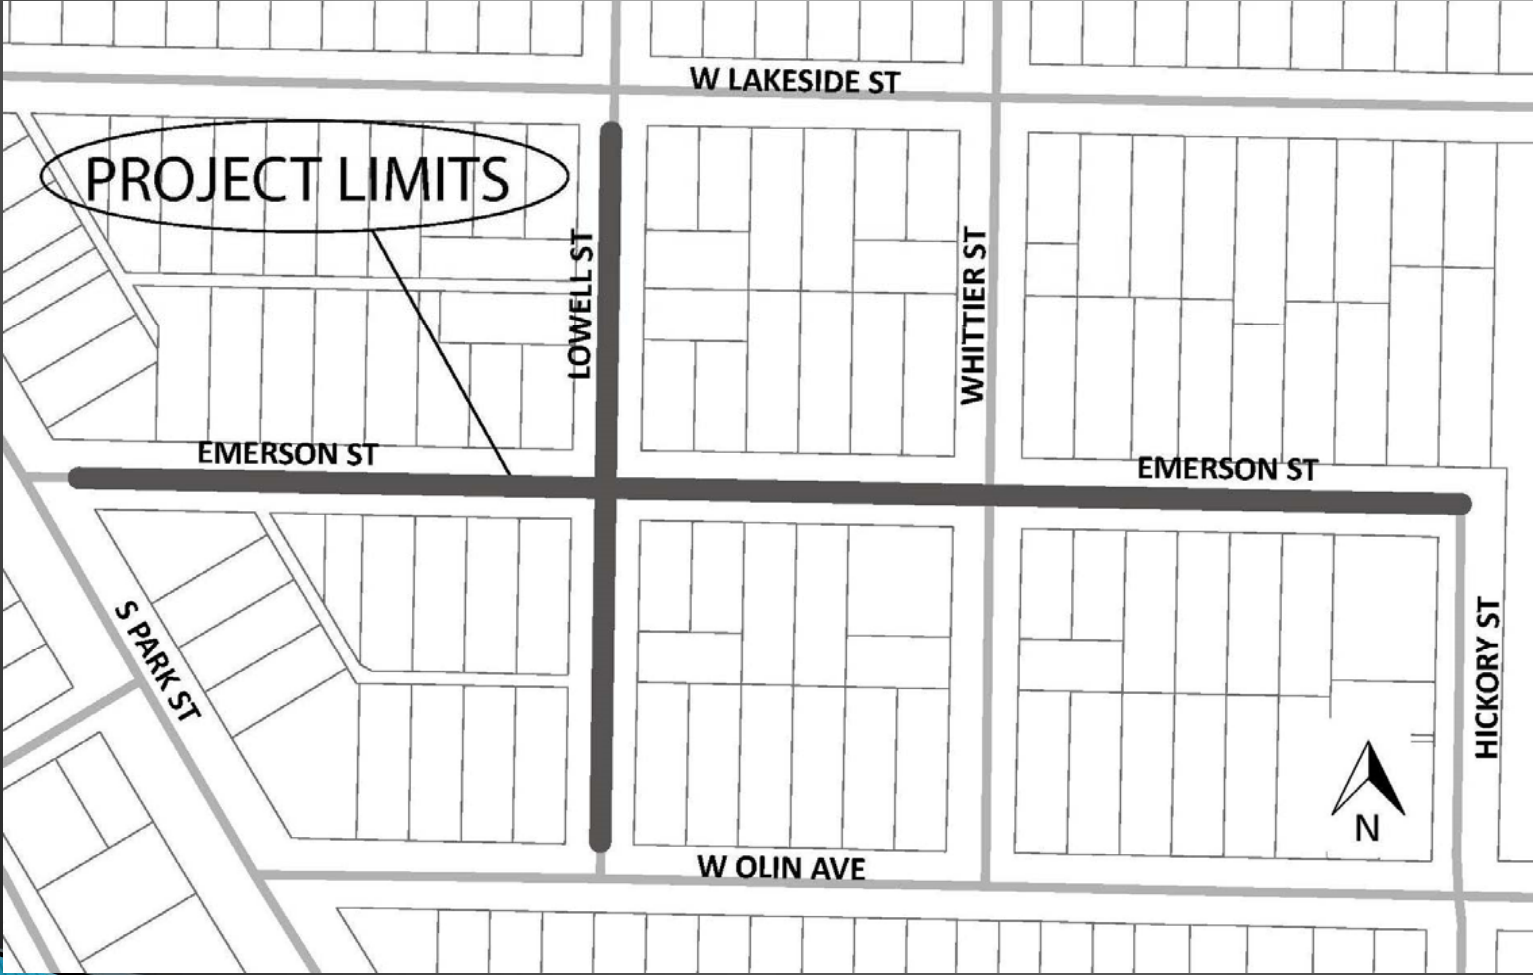 W LAKESIDE ST
PROJECT LIMITS
LOWELL ST
WHITTIER ST
EMERSON ST
EMERSON ST
S PARK ST
HICKORY ST
N
W OLIN AVE